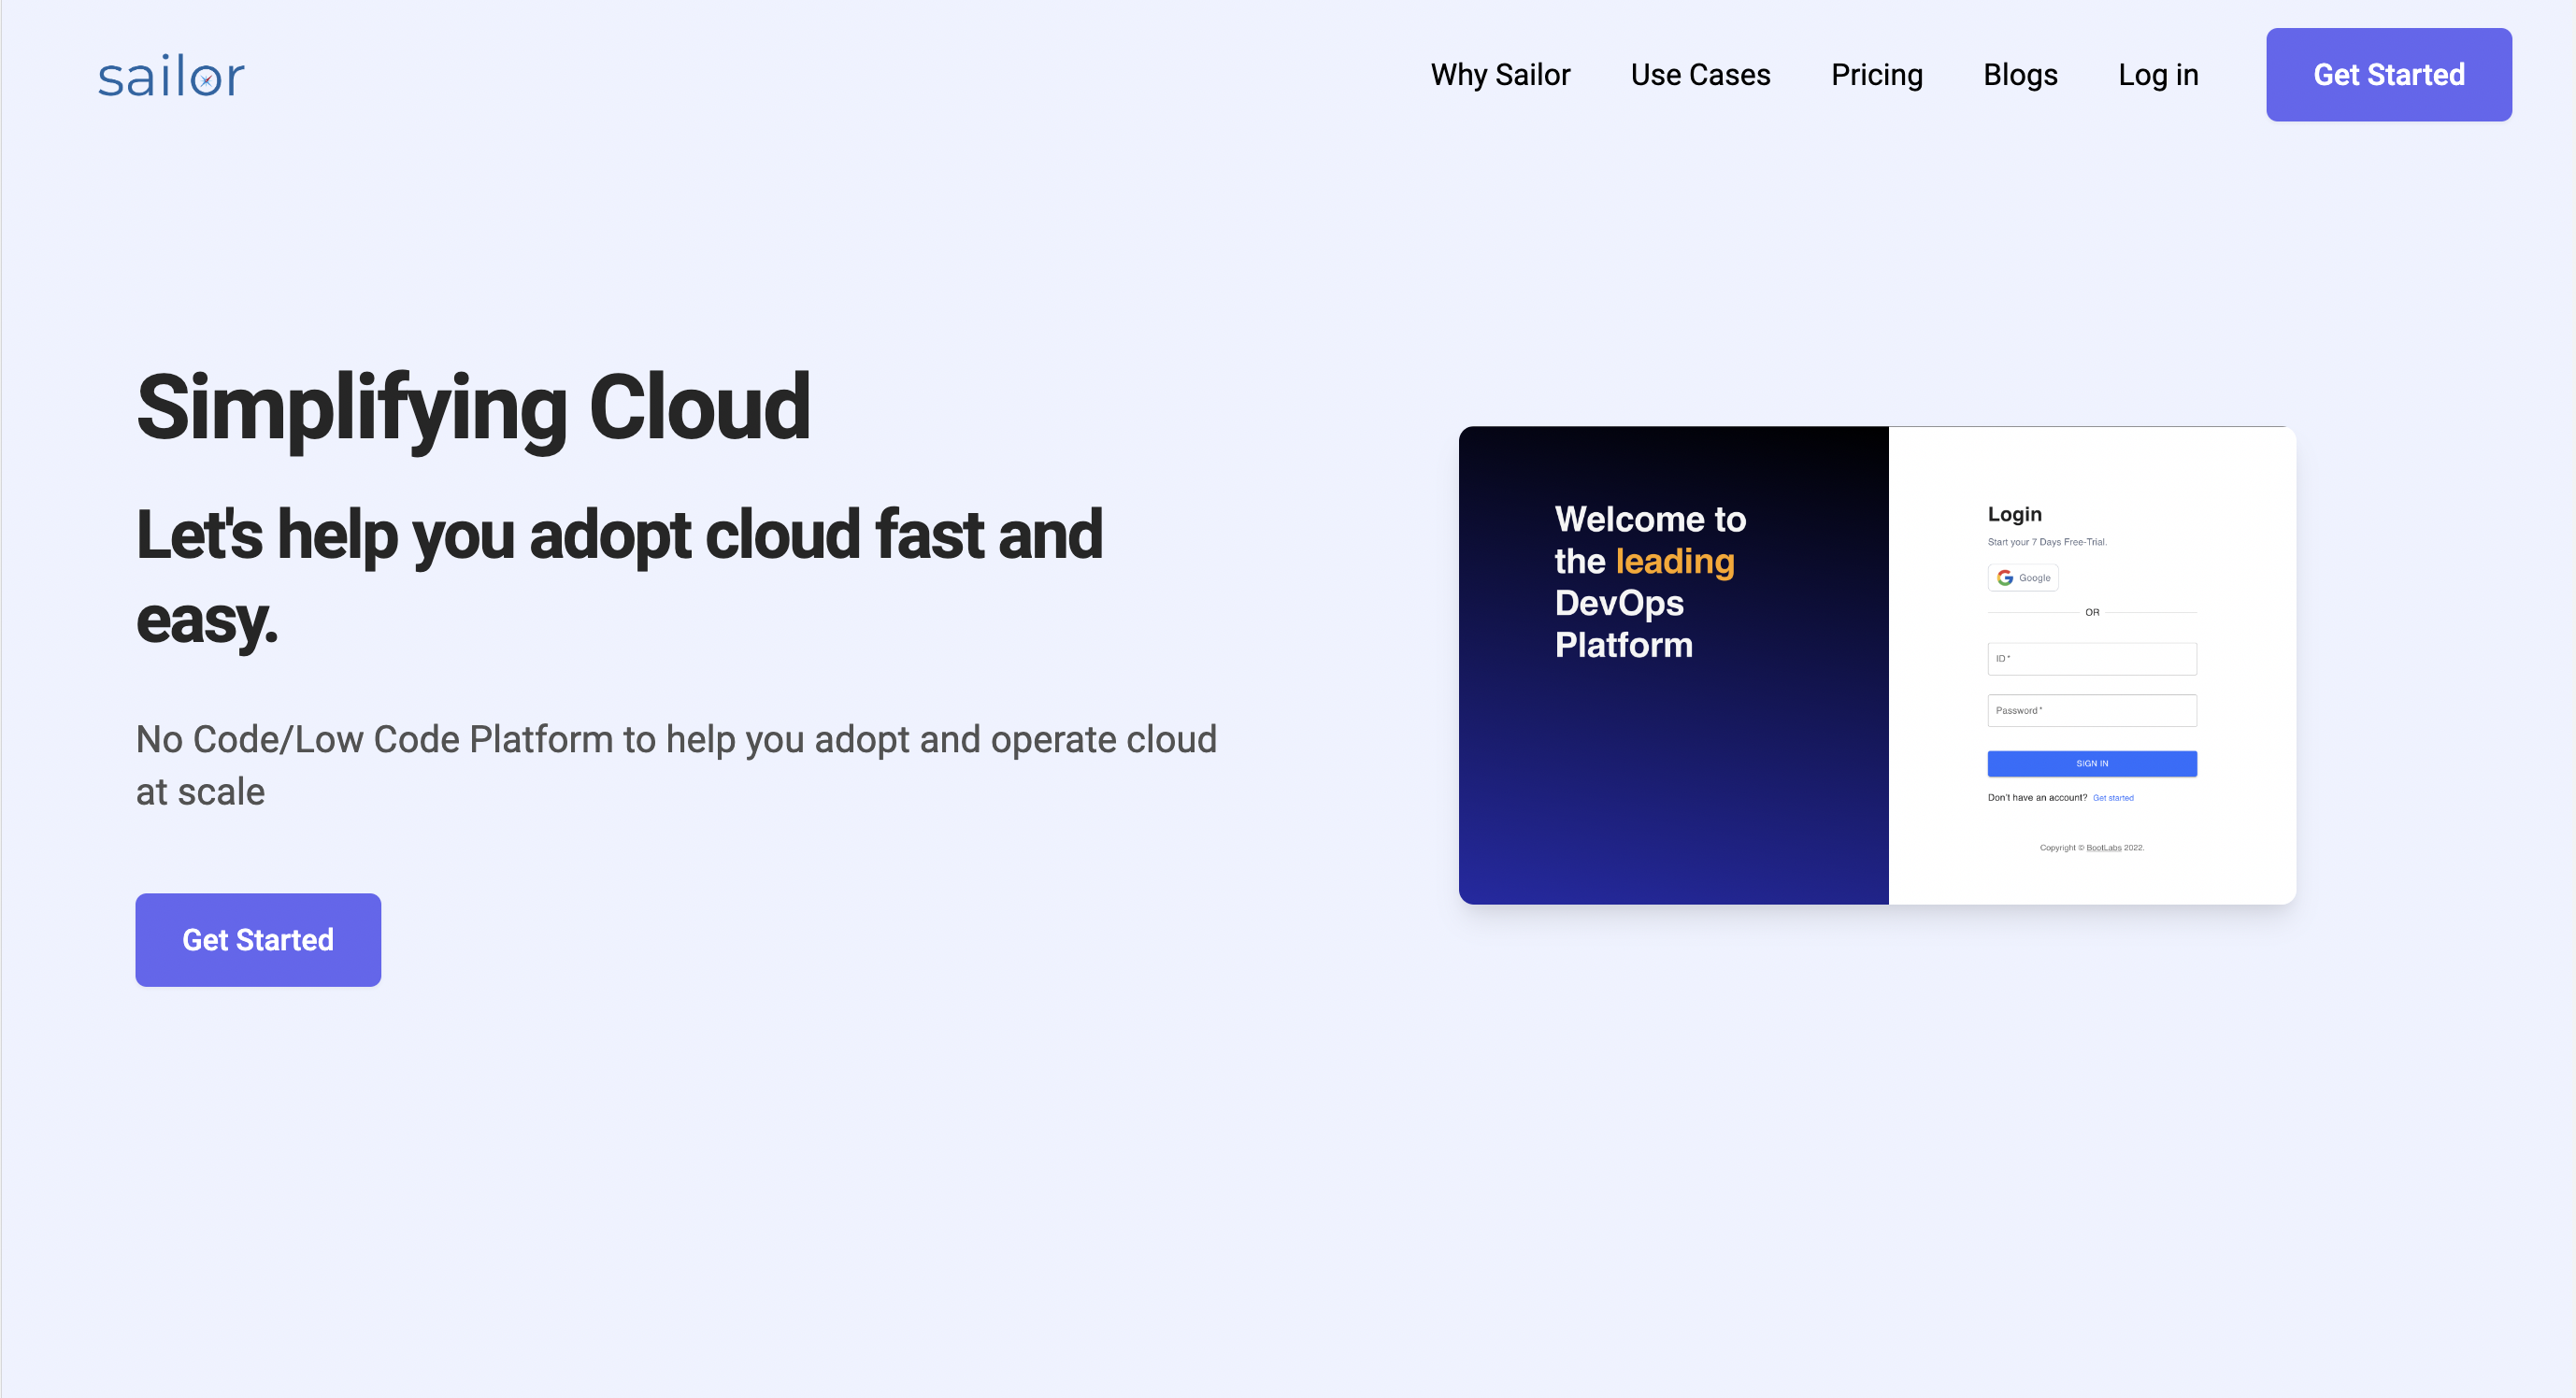 sailor
Why Sailor
Use Cases
Pricing
Blogs
Log in
Get Started
Simplifying Cloud
Let's help you adopt cloud fast and
easy.
No Code/Low Code Platform to help you adopt and operate cloud
at scale
Get Started
Welcome to
the leading
DevOps
Platform
Login
Start your 7 Days Free-Trial.
Google
OR
ID *
Password *
SIGN IN
Don't have an account? Get started
Copyright © BootLabs 2022.